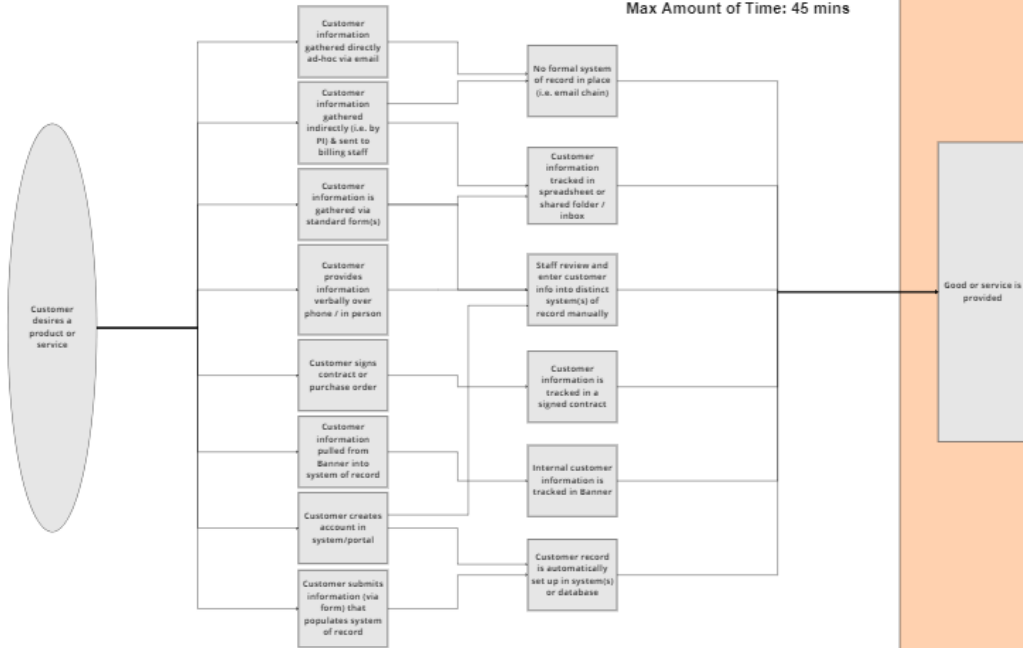 Max Amount of Time: 45 mins
Customer
desires a
product or
service
Customer
information
gathered directly
ad-hoc via email
Customer
information
gathered
indirectly (i.e. by
PI) & sent to
billing staff
Customer
information is
gathered via
standard form(s)
Customer
provides
information
verbally over
phone / in person
Customer signs
contract or
purchase order
Customer
information
pulled from
Banner into
system of record
Customer creates
account in
system/portal
Customer submits
information (via
form) that
populates system
of record
No formal system
of record in place
(i.e. email chain)
Customer
information
tracked in
spreadsheet or
shared folder /
inbox
Staff review and
enter customer
info into distinct
system(s) of
record manually
Customer
information is
tracked in a
signed contract
Internal customer
information is
tracked in Banner
Customer record
is automatically
set up in system(s)
or database
Good or service is
provided